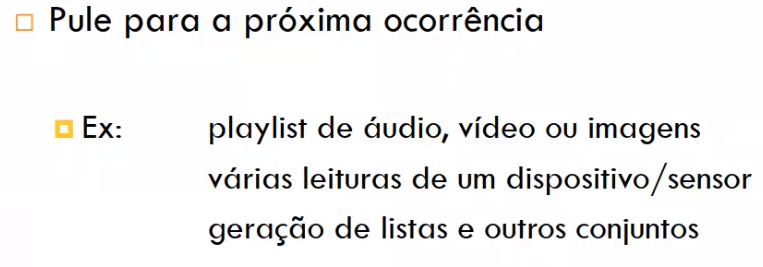 Pule para a próxima ocorrência
Ex: playlist de áudio, vídeo ou imagens
várias leituras de um dispositivo/sensor
geração de listas e outros conjuntos